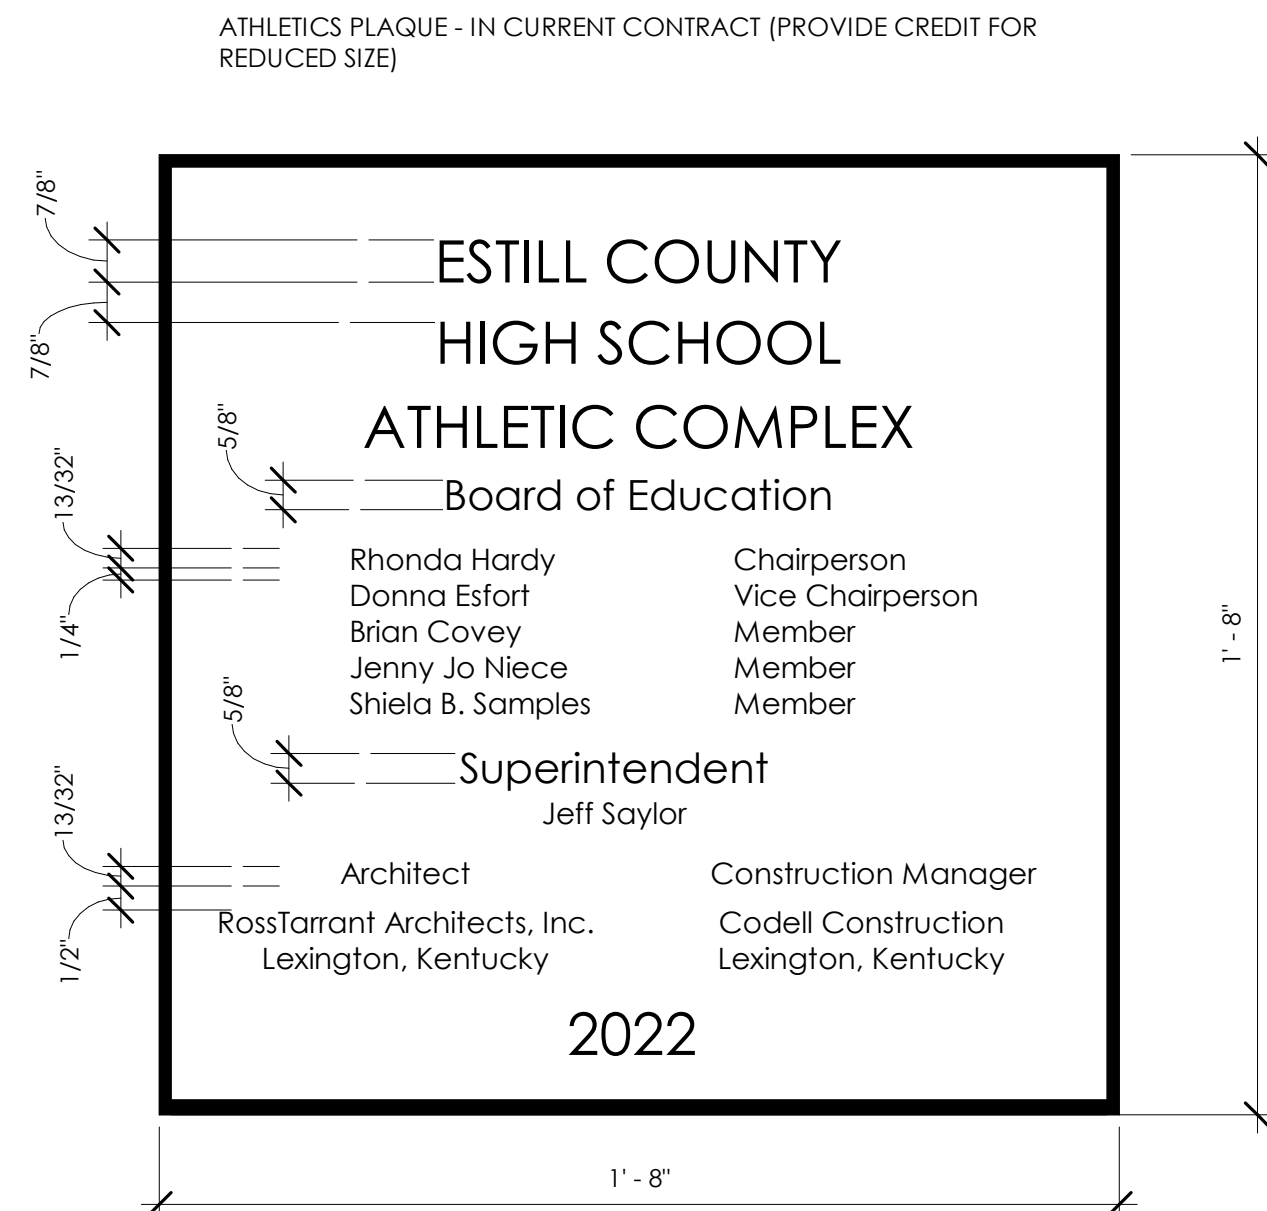 ATHLETICS PLAQUE - IN CURRENT CONTRACT (PROVIDE CREDIT FOR
REDUCED SIZE)
7/8"
7/8"
ESTILL COUNTY
HIGH SCHOOL
ATHLETIC COMPLEX
5/8"
Board of Education
13/32"
1/4"
Rhonda Hardy Chairperson
Donna Esfort Vice Chairperson
Brian Covey Member
Jenny Jo Niece Member
Shiela B. Samples Member
1' - 8"
5/8"
Superintendent
Jeff Saylor
13/32"
1/2"
Architect Construction Manager
RossTarrant Architects, Inc. Codell Construction
Lexington, Kentucky Lexington, Kentucky
2022
1' - 8"